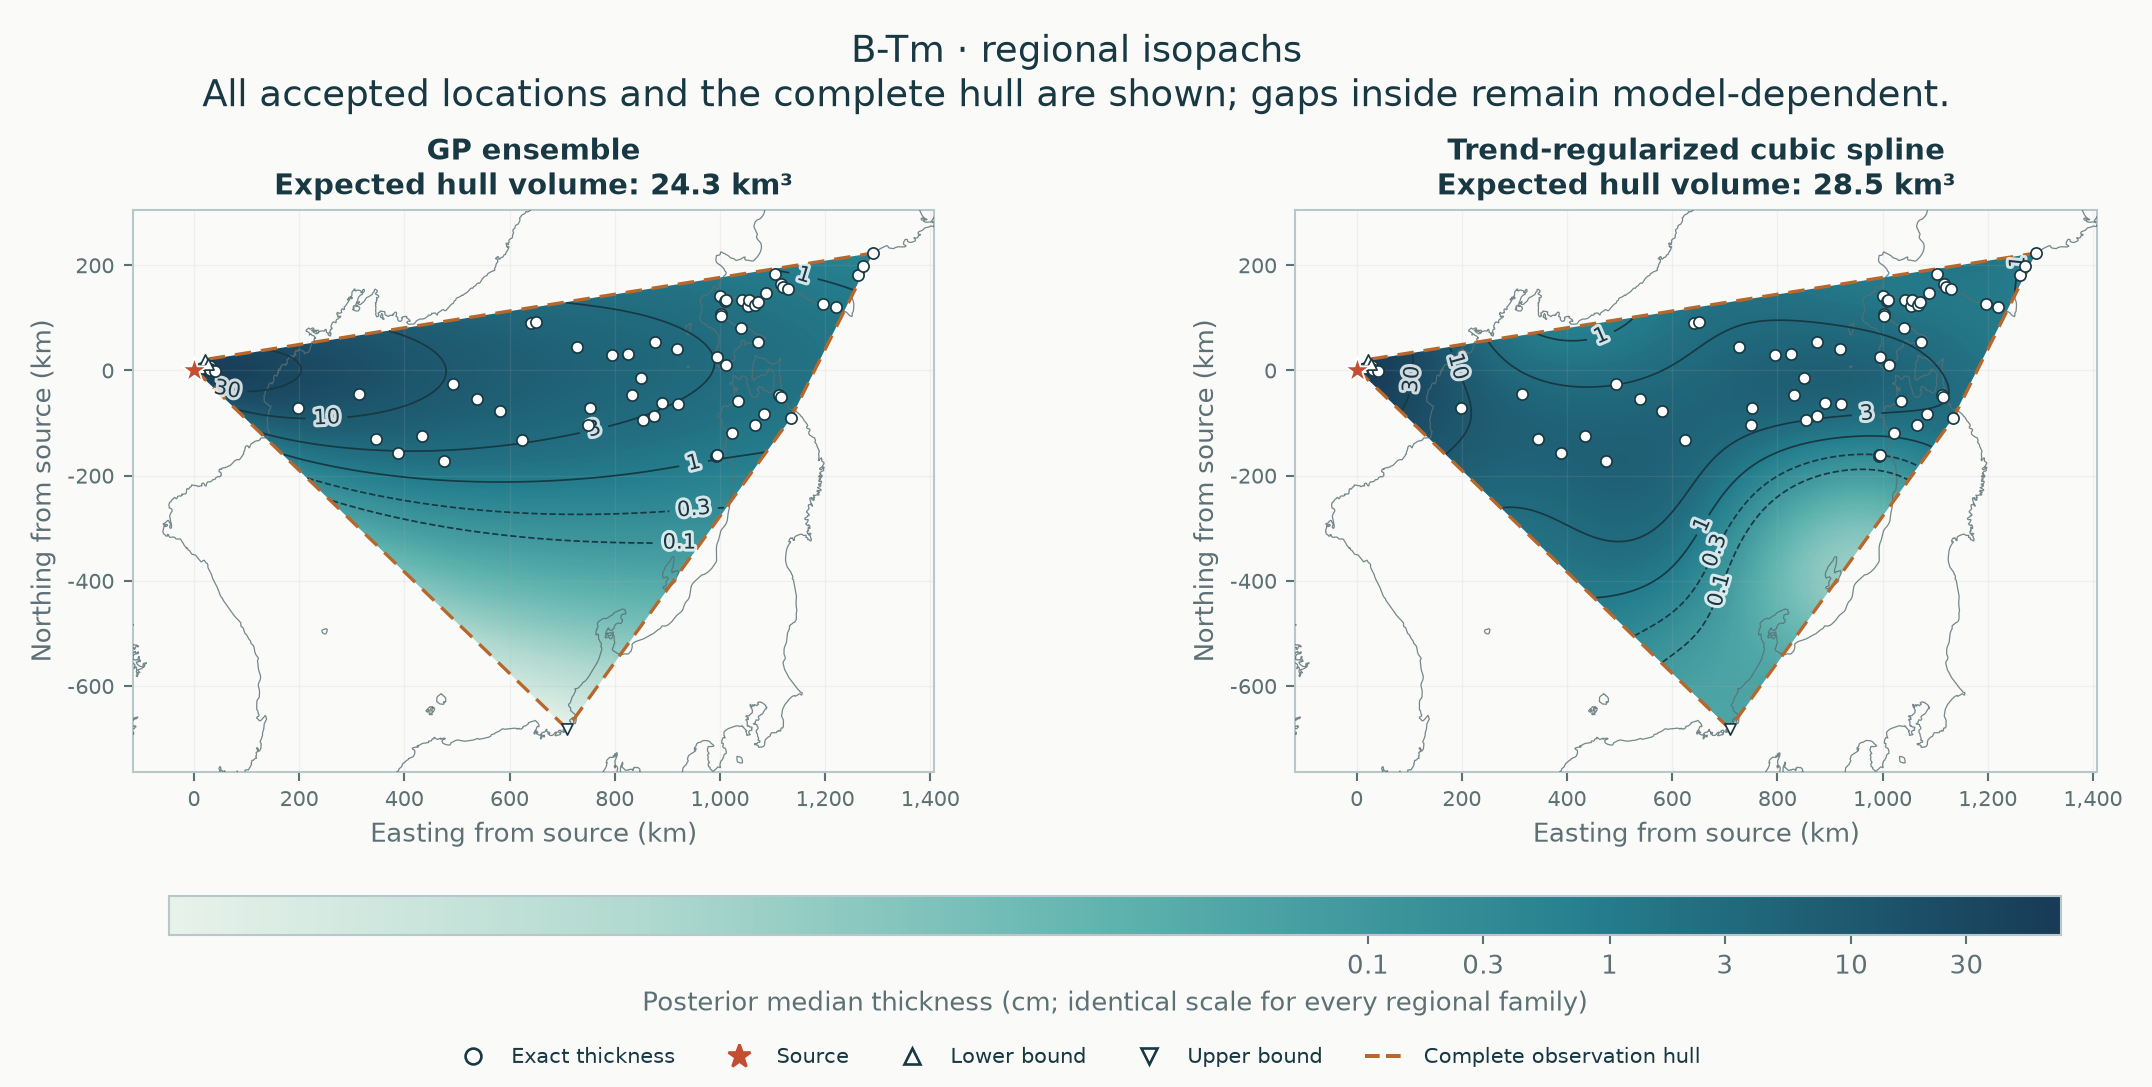 B-Tm · regional isopachs
All accepted locations and the complete hull are shown; gaps inside remain model-dependent.
GP ensemble
Expected hull volume: 24.3 km³
Trend-regularized cubic spline
Expected hull volume: 28.5 km³
Northing from source (km)
200
0
-200
-400
-600
30
10
3
1
1
0.3
0.1
0
200
400
600
800
1,000
1,200
1,400
Easting from source (km)
Northing from source (km)
200
0
-200
-400
-600
30
10
1
1
3
1
0.3
0.1
0
200
400
600
800
1,000
1,200
1,400
Easting from source (km)
0.1
0.3
1
3
10
30
Posterior median thickness (cm; identical scale for every regional family)
Exact thickness
Source
Lower bound
Upper bound
Complete observation hull